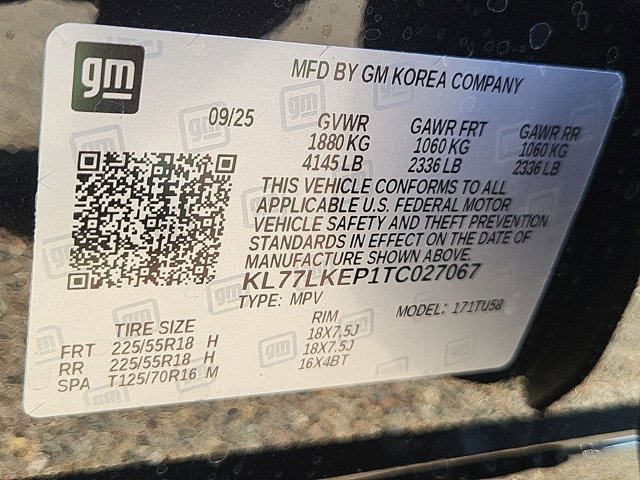 gm
MFD BY GM KOREA COMPANY
09/25
GVWR GAWR FRT GAWR RR
1880 KG 1060 KG 1060 KG
4145 LB 2336 LB 2336 LB
THIS VEHICLE CONFORMS TO ALL
APPLICABLE U.S. FEDERAL MOTOR
VEHICLE SAFETY AND THEFT PREVENTION
STANDARDS IN EFFECT ON THE DATE OF
MANUFACTURE SHOWN ABOVE.
KL77LKEP1TC027067
TYPE: MPV MODEL: 171TU58
TIRE SIZE RIM
FRT 225/55R18 H 18X7.5J
RR 225/55R18 H 18X7.5J
SPA T125/70R16 M 16X4BT